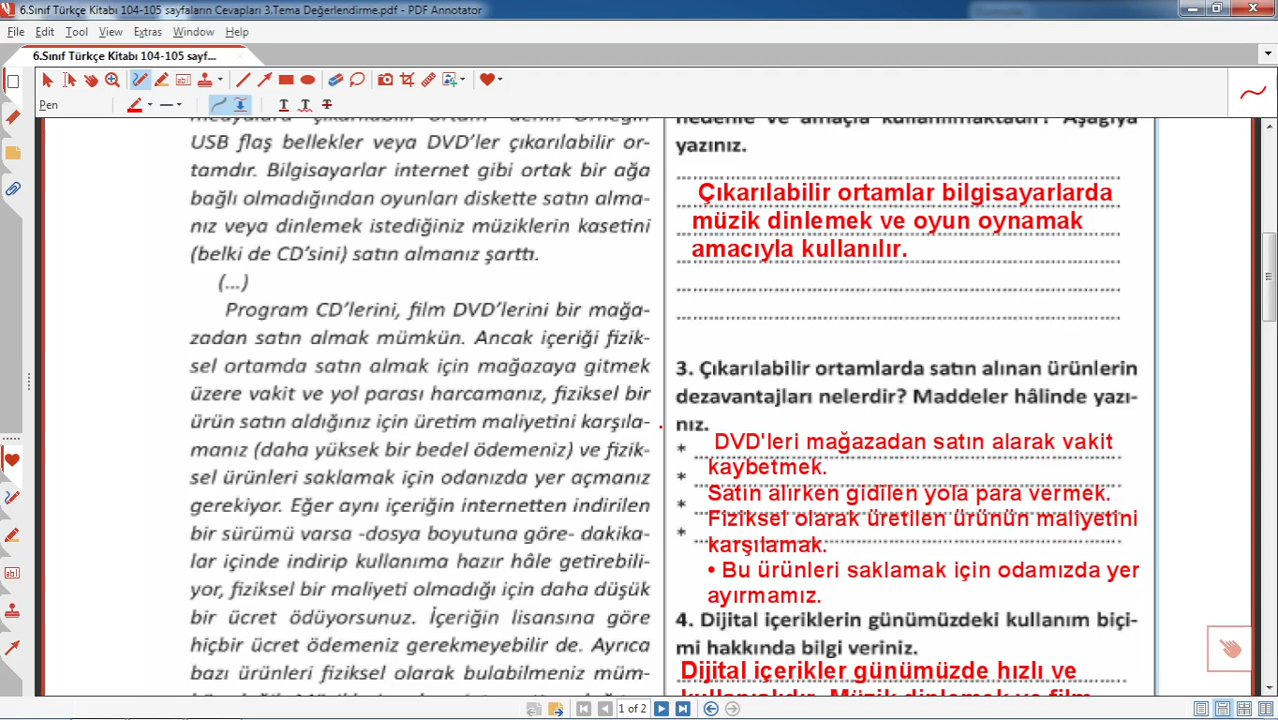 6.Sınıf Türkçe Kitabı 104-105 sayfaların Cevapları 3.Tema Değerlendirme.pdf - PDF Annotator
File Edit Tool View Extras Window Help
6.Sınıf Türkçe Kitabı 104-105 sayf...
Pen
USB flaş bellekler veya DVD'ler çıkarılabilir or-
tamdır. Bilgisayarlar internet gibi ortak bir ağa
bağlı olmadığından oyunları diskette satın alma-
nız veya dinlemek istediğiniz müziklerin kasetini
(belki de CD'sini) satın almanız şarttı.
(...)
Program CD'lerini, film DVD'lerini bir mağa-
zadan satın almak mümkün. Ancak içeriği fizik-
sel ortamda satın almak için mağazaya gitmek
üzere vakit ve yol parası harcamanız, fiziksel bir
ürün satın aldığınız için üretim maliyetini karşıla-
manız (daha yüksek bir bedel ödemeniz) ve fizik-
sel ürünleri saklamak için odanızda yer açmanız
gerekiyor. Eğer aynı içeriğin internetten indirilen
bir sürümü varsa -dosya boyutuna göre- dakika-
lar içinde indirip kullanıma hazır hâle getirebili-
yor, fiziksel bir maliyeti olmadığı için daha düşük
bir ücret ödüyorsunuz. İçeriğin lisansına göre
hiçbir ücret ödemeniz gerekmeyebilir de. Ayrıca
bazı ürünleri fiziksel olarak bulabilmeniz müm-
nedenle ve amaçla kullanılmaktadır? Aşağıya
yazınız.
Çıkarılabilir ortamlar bilgisayarlarda
müzik dinlemek ve oyun oynamak
amacıyla kullanılır.
3. Çıkarılabilir ortamlarda satın alınan ürünlerin
dezavantajları nelerdir? Maddeler hâlinde yazı-
nız.
* DVD'leri mağazadan satın alarak vakit
kaybetmek.
* Satın alırken gidilen yola para vermek.
* Fiziksel olarak üretilen ürünün maliyetini
* karşılamak.
• Bu ürünleri saklamak için odamızda yer
ayırmamız.
4. Dijital içeriklerin günümüzdeki kullanım biçi-
mi hakkında bilgi veriniz.
Dijital içerikler günümüzde hızlı ve
1 of 2